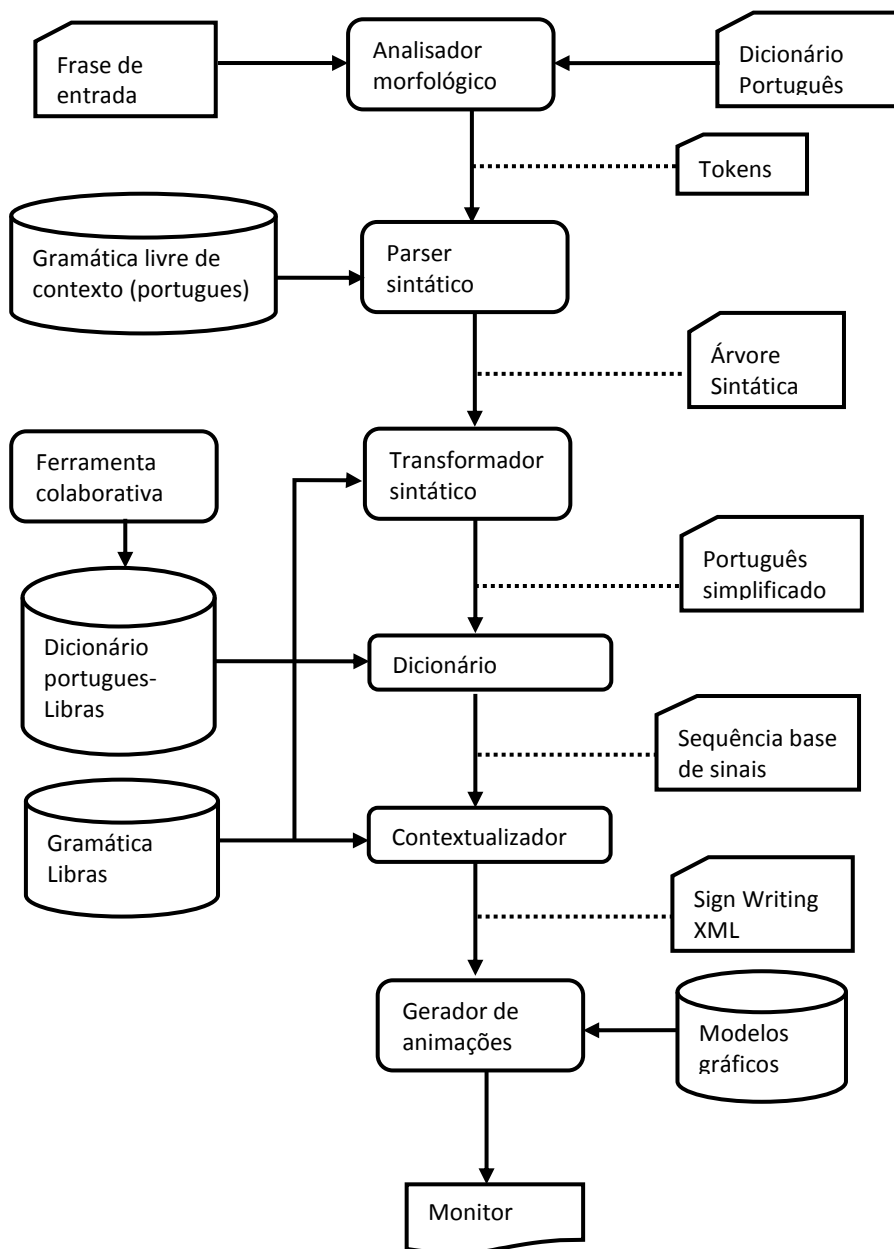 Frase de
entrada
Analisador
morfológico
Dicionário
Português
Tokens
Gramática livre de
contexto (portugues)
Parser
sintático
Árvore
Sintática
Ferramenta
colaborativa
Transformador
sintático
Português
simplificado
Dicionário
portugues-
Libras
Dicionário
Sequência base
de sinais
Gramática
Libras
Contextualizador
Sign Writing
XML
Gerador de
animações
Modelos
gráficos
Monitor